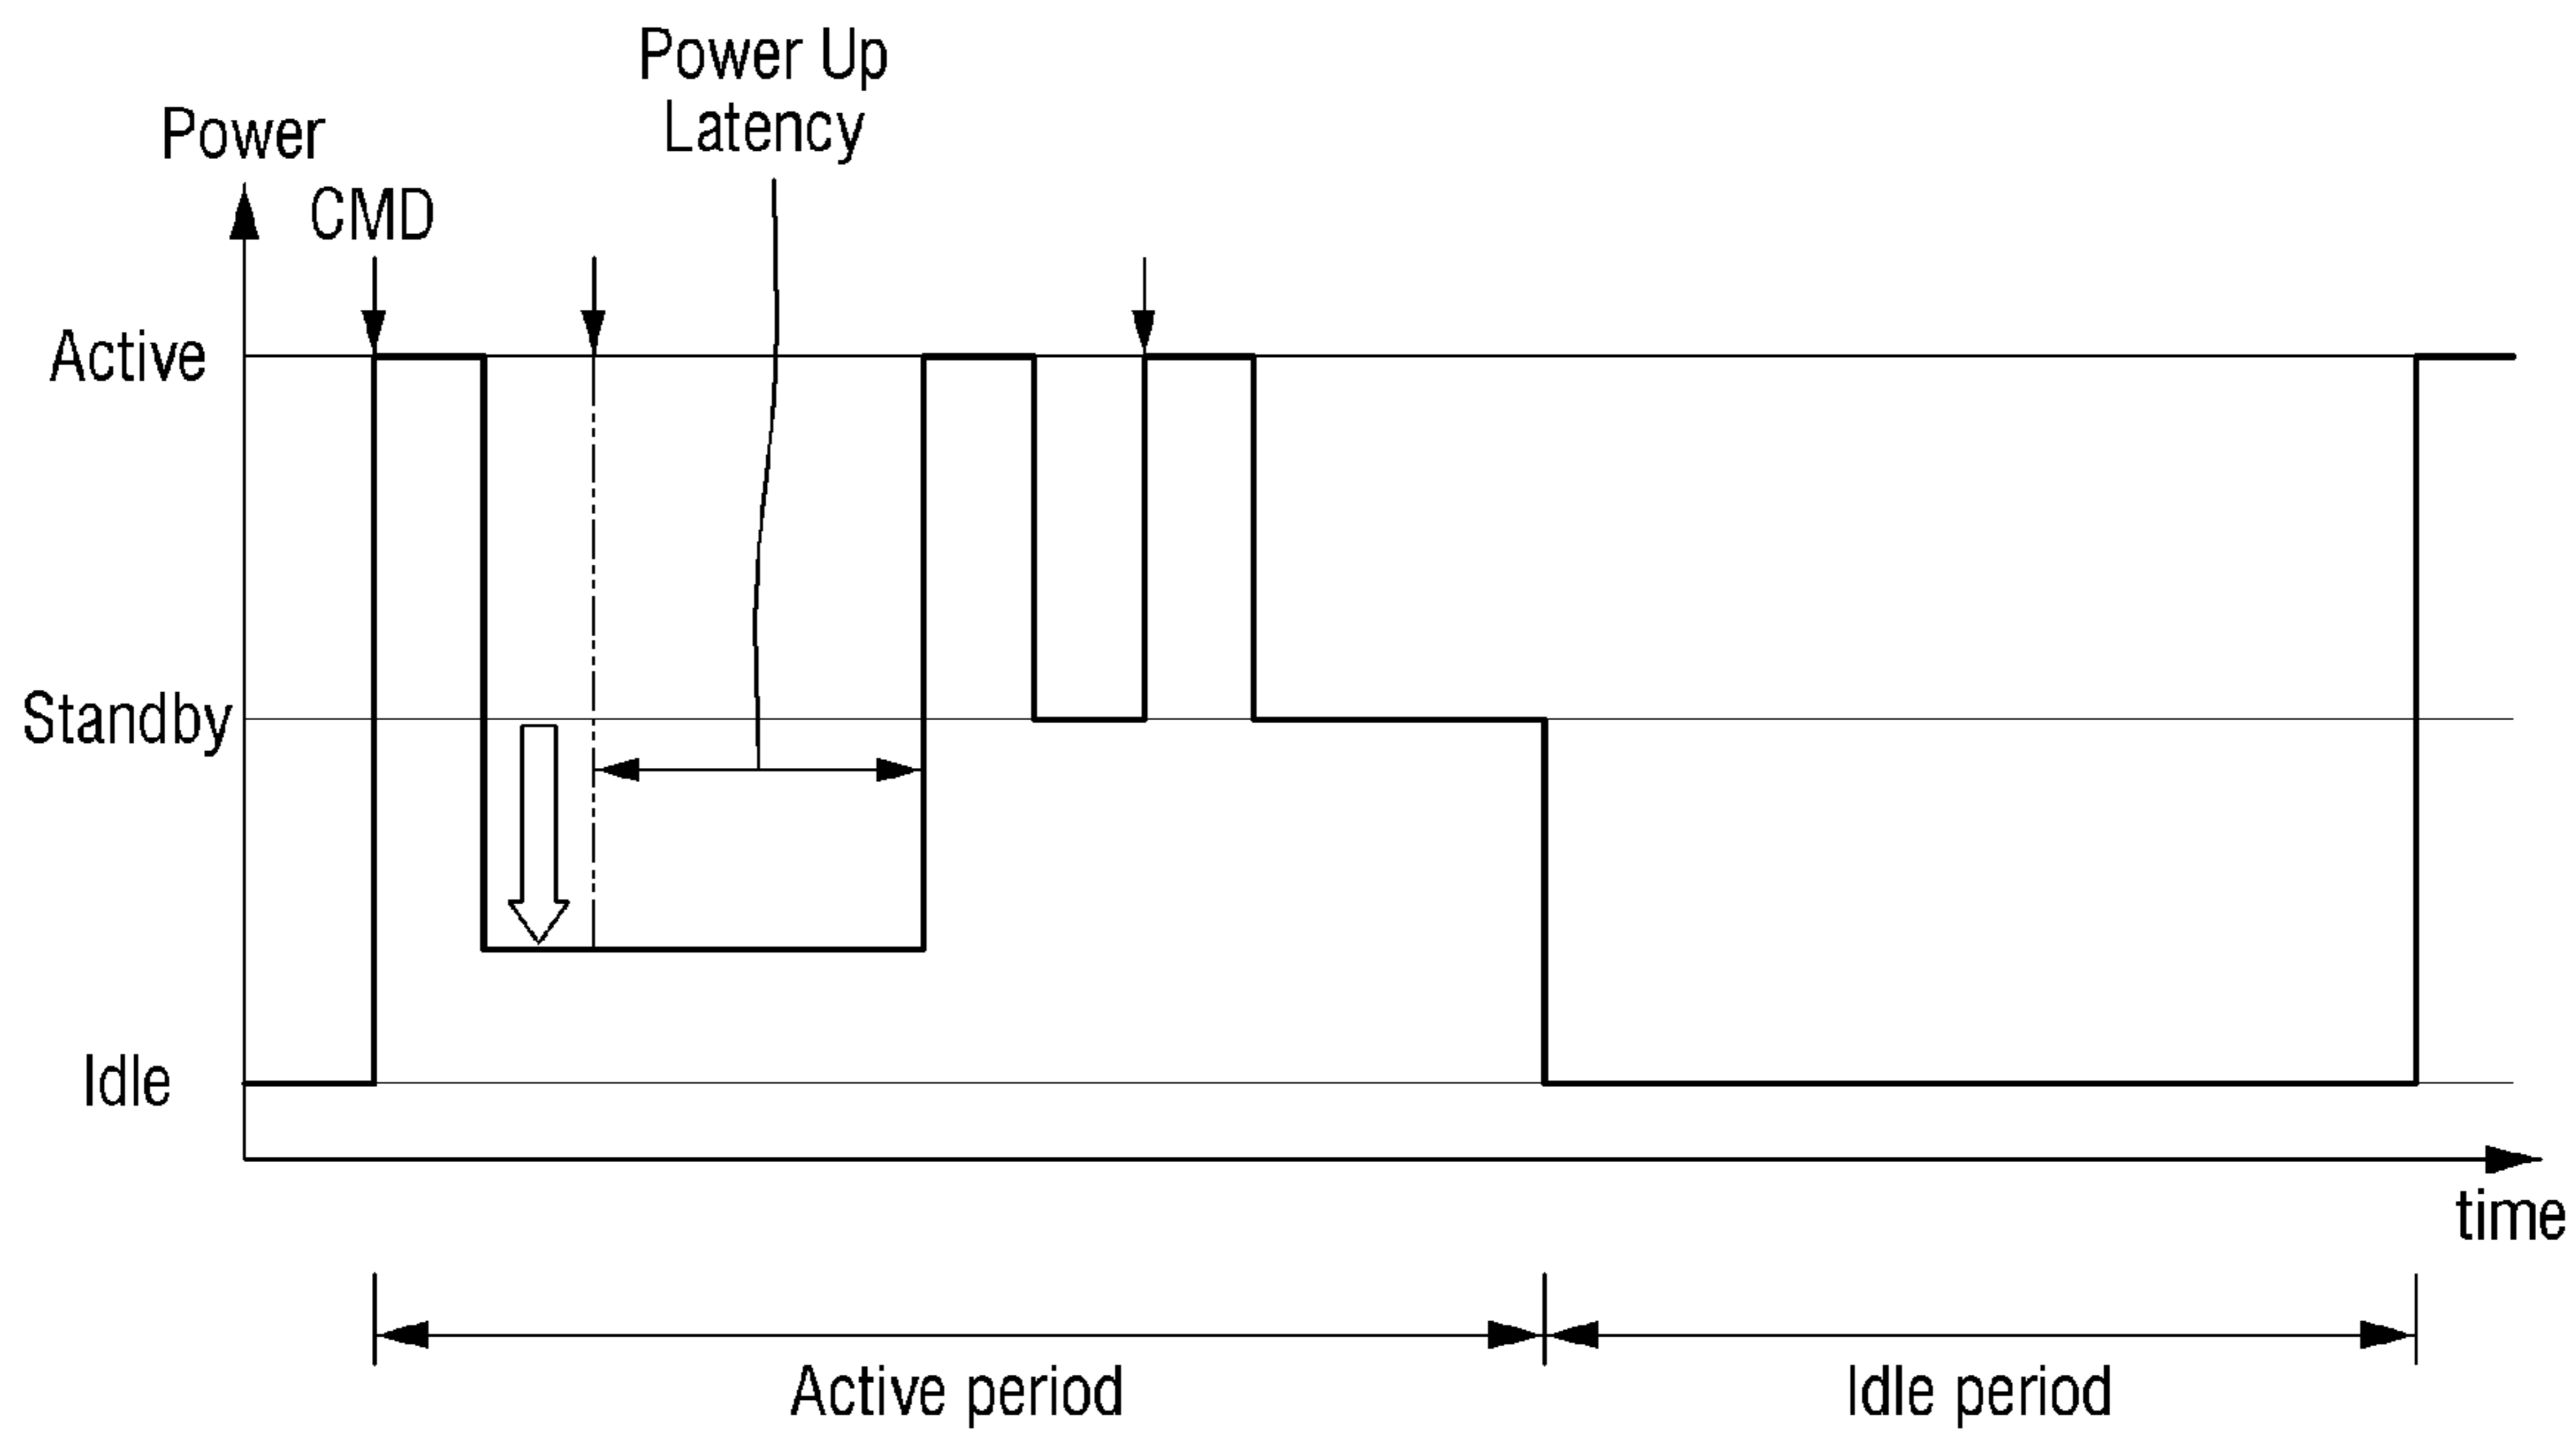 Power Up
Latency
Power
CMD
Active
Standby
Idle
time
Active period
Idle period